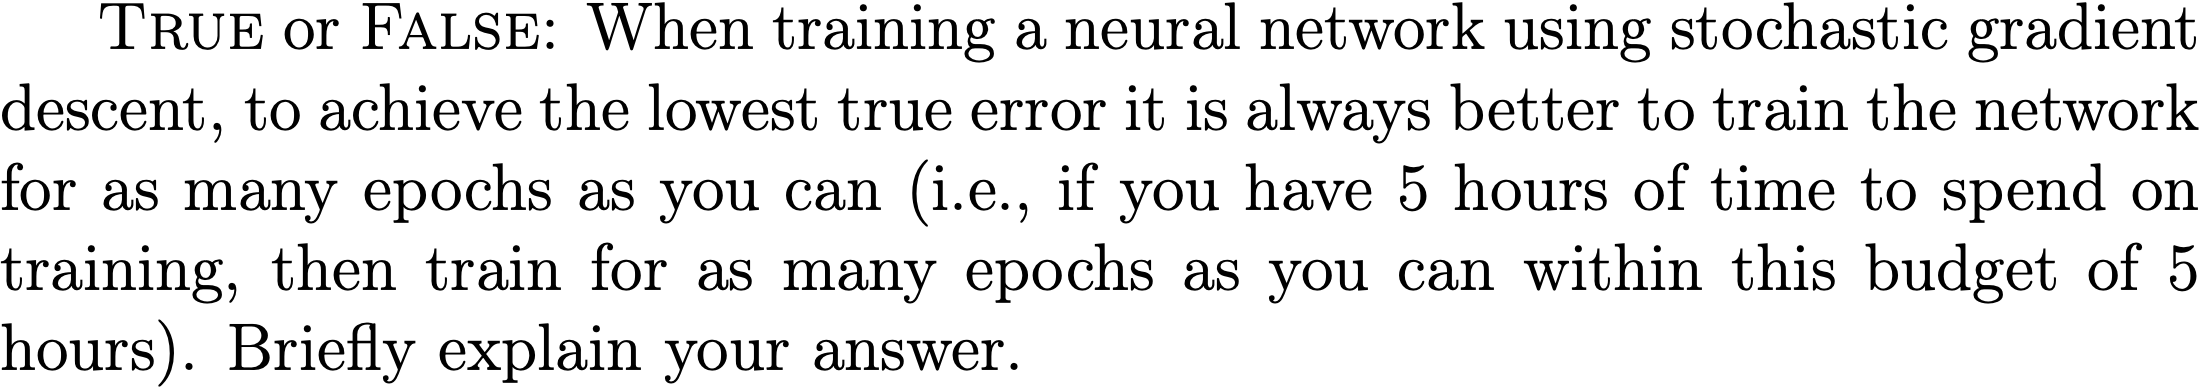 TRUE or FALSE: When training a neural network using stochastic gradient
descent, to achieve the lowest true error it is always better to train the network
for as many epochs as you can (i.e., if you have 5 hours of time to spend on
training, then train for as many epochs as you can within this budget of 5
hours). Briefly explain your answer.